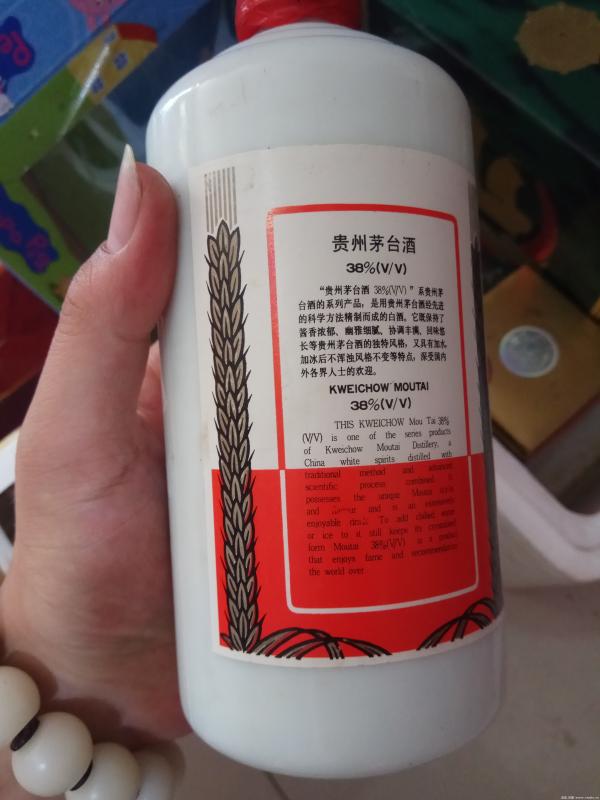 贵州茅台酒
38%(V/V)
“贵州茅台酒 38%(V/V)”系贵州茅
台酒的系列产品，是用贵州茅台酒经先进
的科学方法精制而成的白酒。它既保持了
酱香浓郁、幽雅细腻、协调丰满、回味悠
长等贵州茅台酒的独特风格，又具有加水、
加冰后不浑浊风格不变等特点，深受国内
外各界人士的欢迎。
KWEICHOW MOUTAI
38%(V/V)
THIS KWEICHOW Mou Tai 38%
(V/V) is one of the series products
of Kweichow Moutai Distillery, a
China white spirits distilled with
traditional method and advanced
scientific process combined. It
possesses the unique Moutai style
and flavour and is an extremely
enjoyable drink. To add chiled water
or ice to it still keeps its
form Moutai 38%(V/V) is a product
that enjoys fame and recommendation
the world over